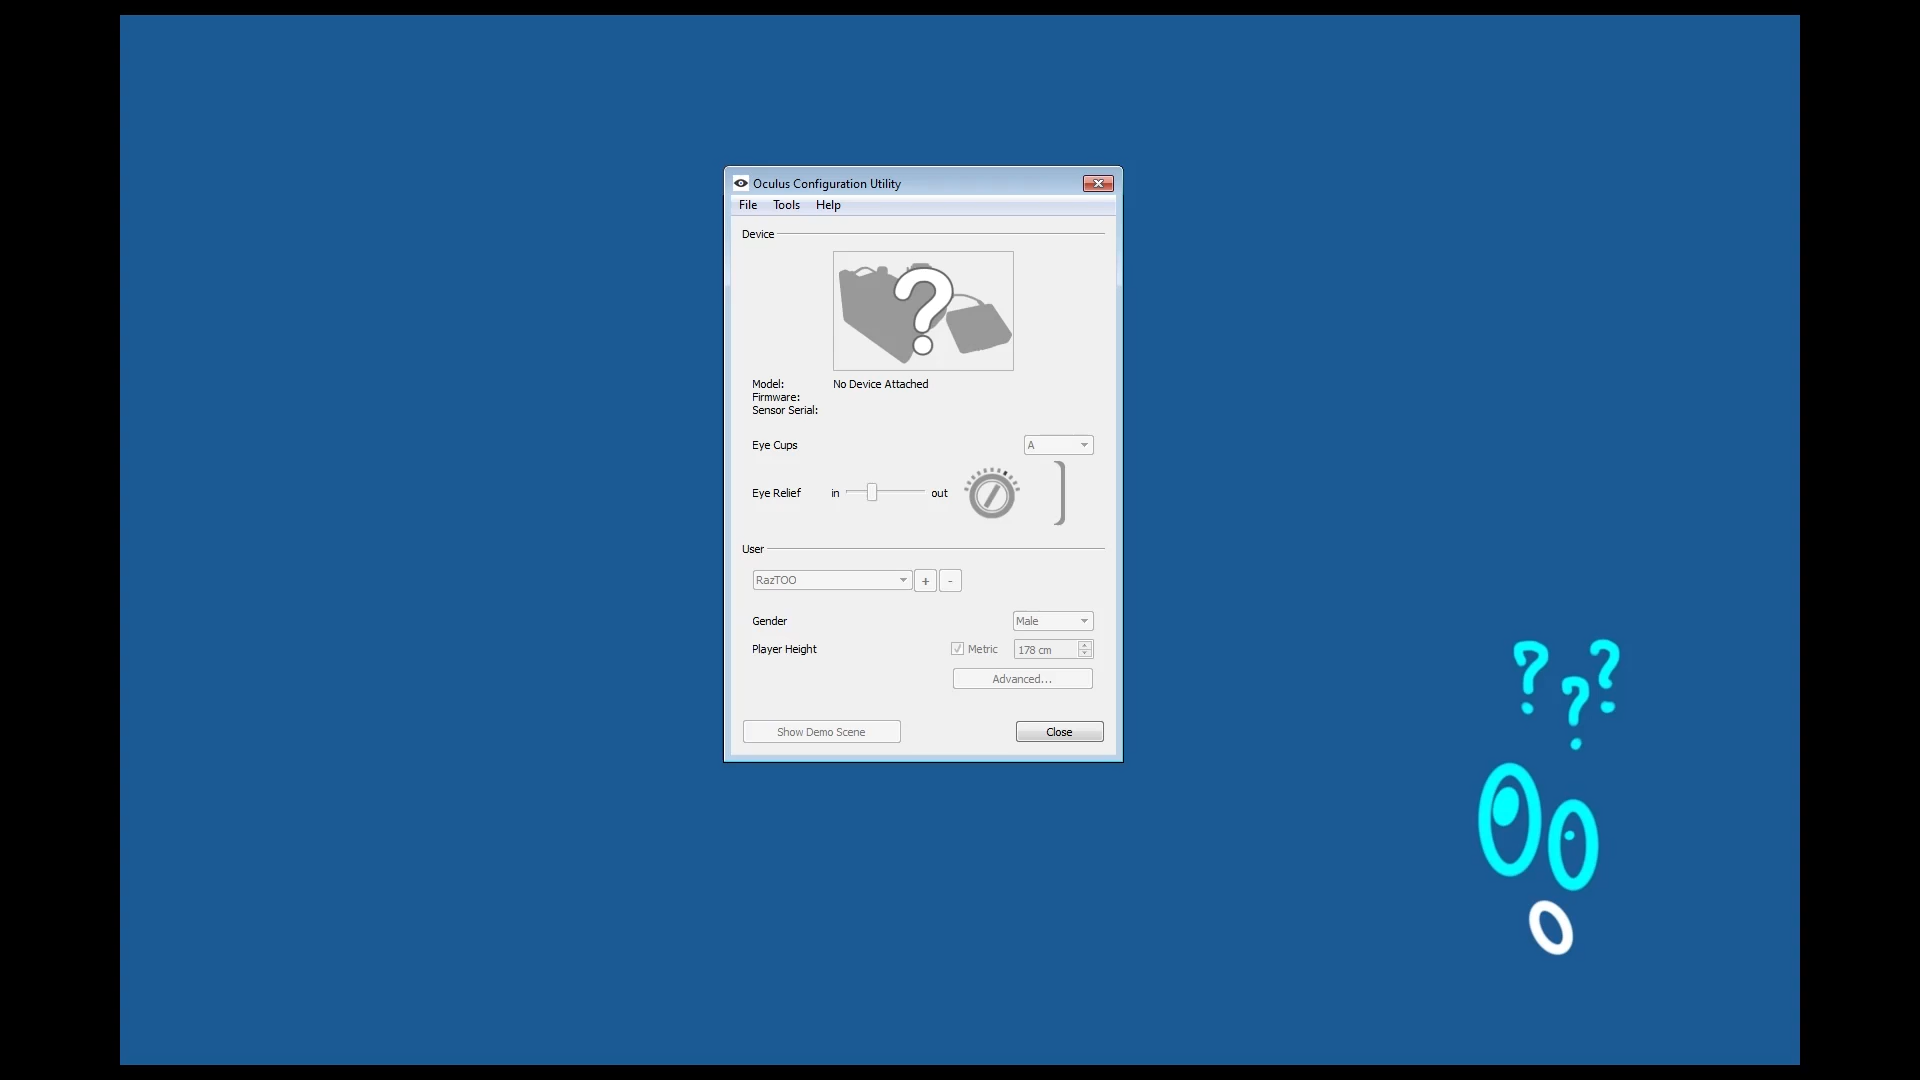 Oculus Configuration Utility
File Tools Help
Device
?
Model: No Device Attached
Firmware:
Sensor Serial:
Eye Cups A
Eye Relief in out
User
RazTOO + -
Gender Male
Player Height Metric 178 cm
Advanced...
Show Demo Scene Close
? ? ?